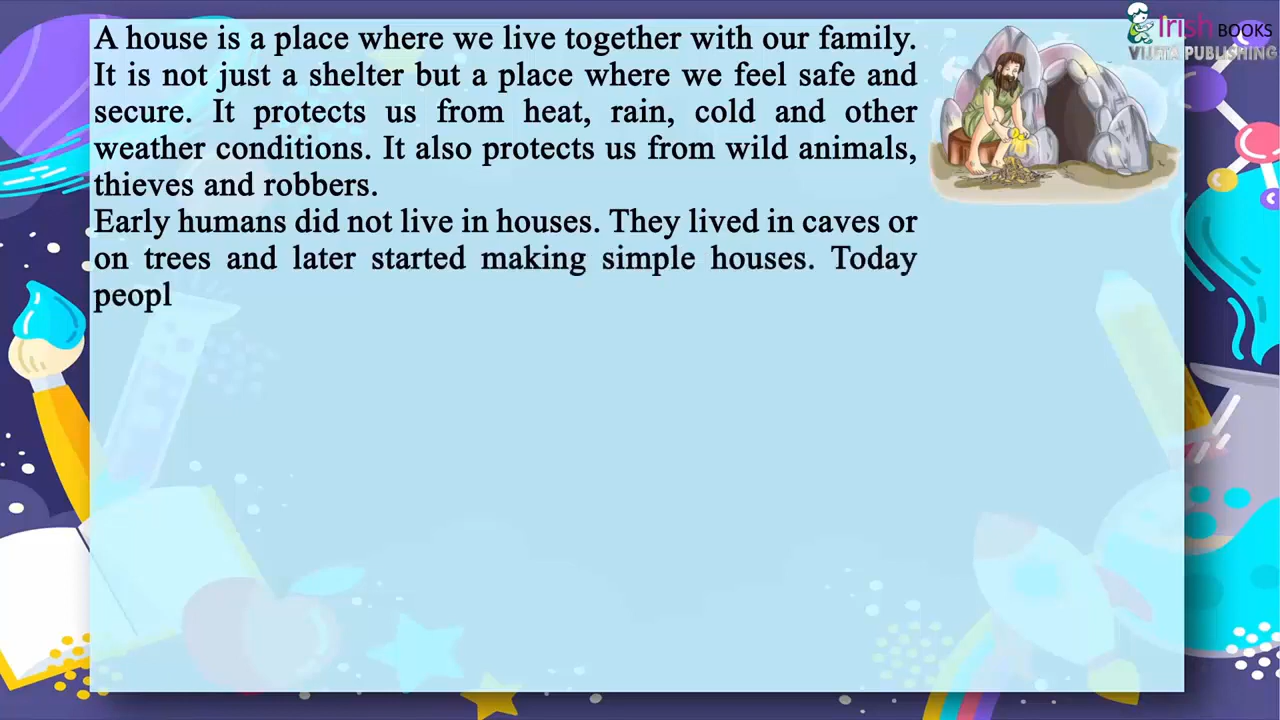 A house is a place where we live together with our family.
It is not just a shelter but a place where we feel safe and
secure. It protects us from heat, rain, cold and other
weather conditions. It also protects us from wild animals,
thieves and robbers.
Early humans did not live in houses. They lived in caves or
on trees and later started making simple houses. Today
peopl
Irish BOOKS
PUBLISHING